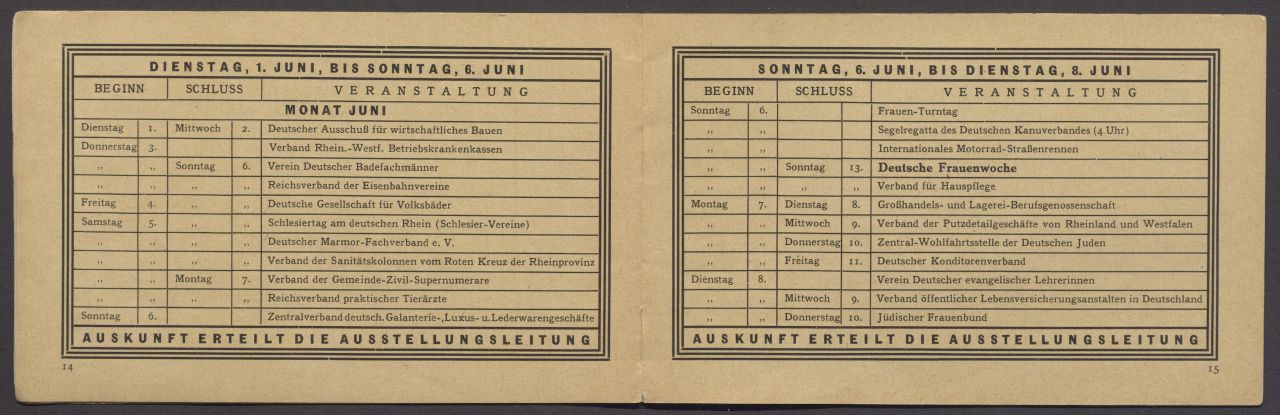 DIENSTAG, 1. JUNI, BIS SONNTAG, 6. JUNI
BEGINN SCHLUSS VERANSTALTUNG
MONAT JUNI
Dienstag 1. Mittwoch 2. Deutscher Ausschuß für wirtschaftliches Bauen
Donnerstag 3. Verband Rhein.-Westf. Betriebskrankenkassen
„ „ Sonntag 6. Verein Deutscher Badefachmänner
„ „ „ „ Reichsverband der Eisenbahnvereine
Freitag 4. „ „ Deutsche Gesellschaft für Volksbäder
Samstag 5. „ „ Schlesiertag am deutschen Rhein (Schlesier-Vereine)
„ „ „ „ Deutscher Marmor-Fachverband e. V.
„ „ „ „ Verband der Sanitätskolonnen vom Roten Kreuz der Rheinprovinz
„ „ Montag 7. Verband der Gemeinde-Zivil-Supernumerare
„ „ „ „ Reichsverband praktischer Tierärzte
Sonntag 6. Zentralverband deutsch. Galanterie-, Luxus- u. Lederwarengeschäfte
AUSKUNFT ERTEILT DIE AUSSTELLUNGSLEITUNG
14
SONNTAG, 6. JUNI, BIS DIENSTAG, 8. JUNI
BEGINN SCHLUSS VERANSTALTUNG
Sonntag 6. Frauen-Turntag
„ „ Segelregatta des Deutschen Kanuverbandes (4 Uhr)
„ „ Internationales Motorrad-Straßenrennen
„ „ Sonntag 13. Deutsche Frauenwoche
„ „ „ „ Verband für Hauspflege
Montag 7. Dienstag 8. Großhandels- und Lagerei-Berufsgenossenschaft
„ „ Mittwoch 9. Verband der Putzdetailgeschäfte von Rheinland und Westfalen
„ „ Donnerstag 10. Zentral-Wohlfahrtsstelle der Deutschen Juden
„ „ Freitag 11. Deutscher Konditorenverband
Dienstag 8. Verein Deutscher evangelischer Lehrerinnen
„ „ Mittwoch 9. Verband öffentlicher Lebensversicherungsanstalten in Deutschland
„ „ Donnerstag 10. Jüdischer Frauenbund
AUSKUNFT ERTEILT DIE AUSSTELLUNGSLEITUNG
15